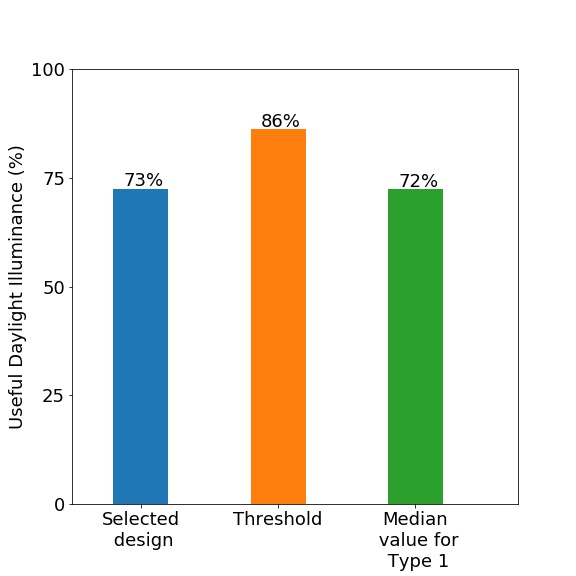 100
75
50
25
0
Useful Daylight Illuminance (%)
73%
86%
72%
Selected
design
Threshold
Median
value for
Type 1